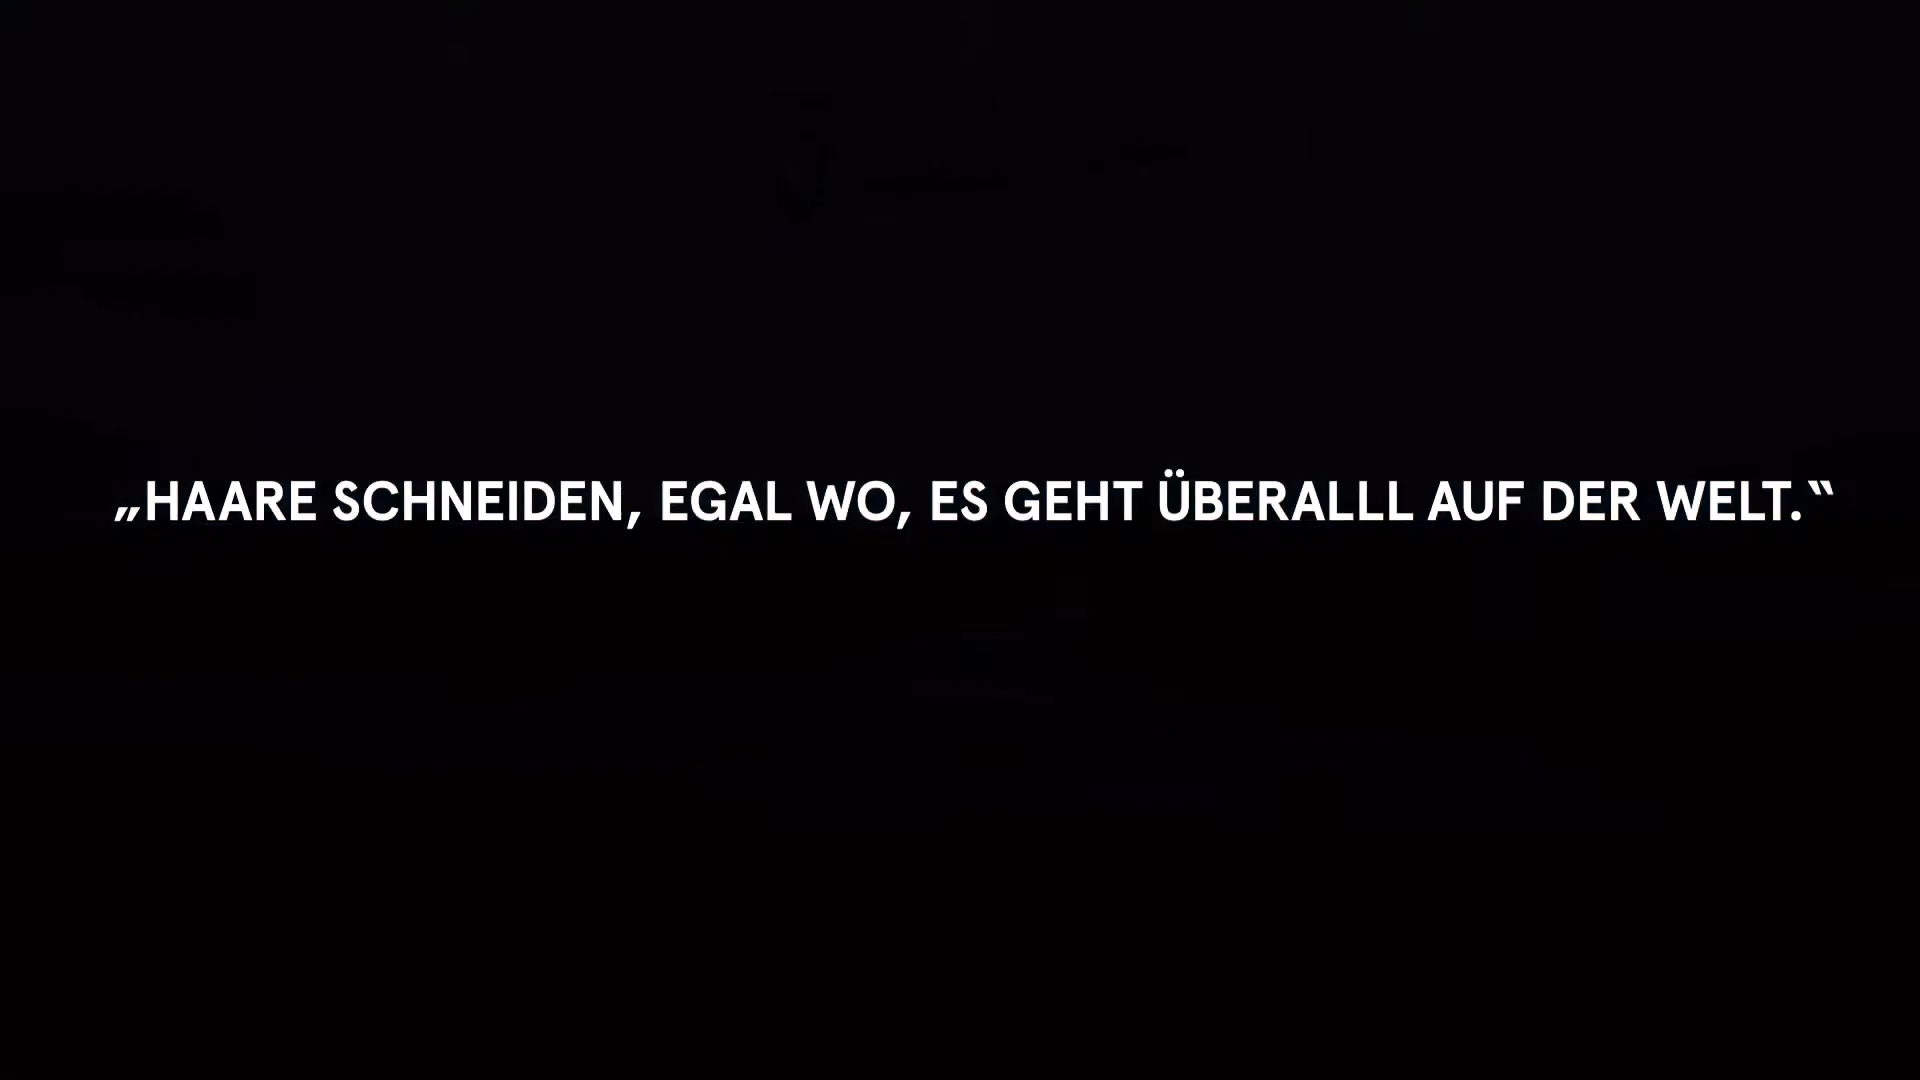 „HAARE SCHNEIDEN, EGAL WO, ES GEHT ÜBERALLL AUF DER WELT.“